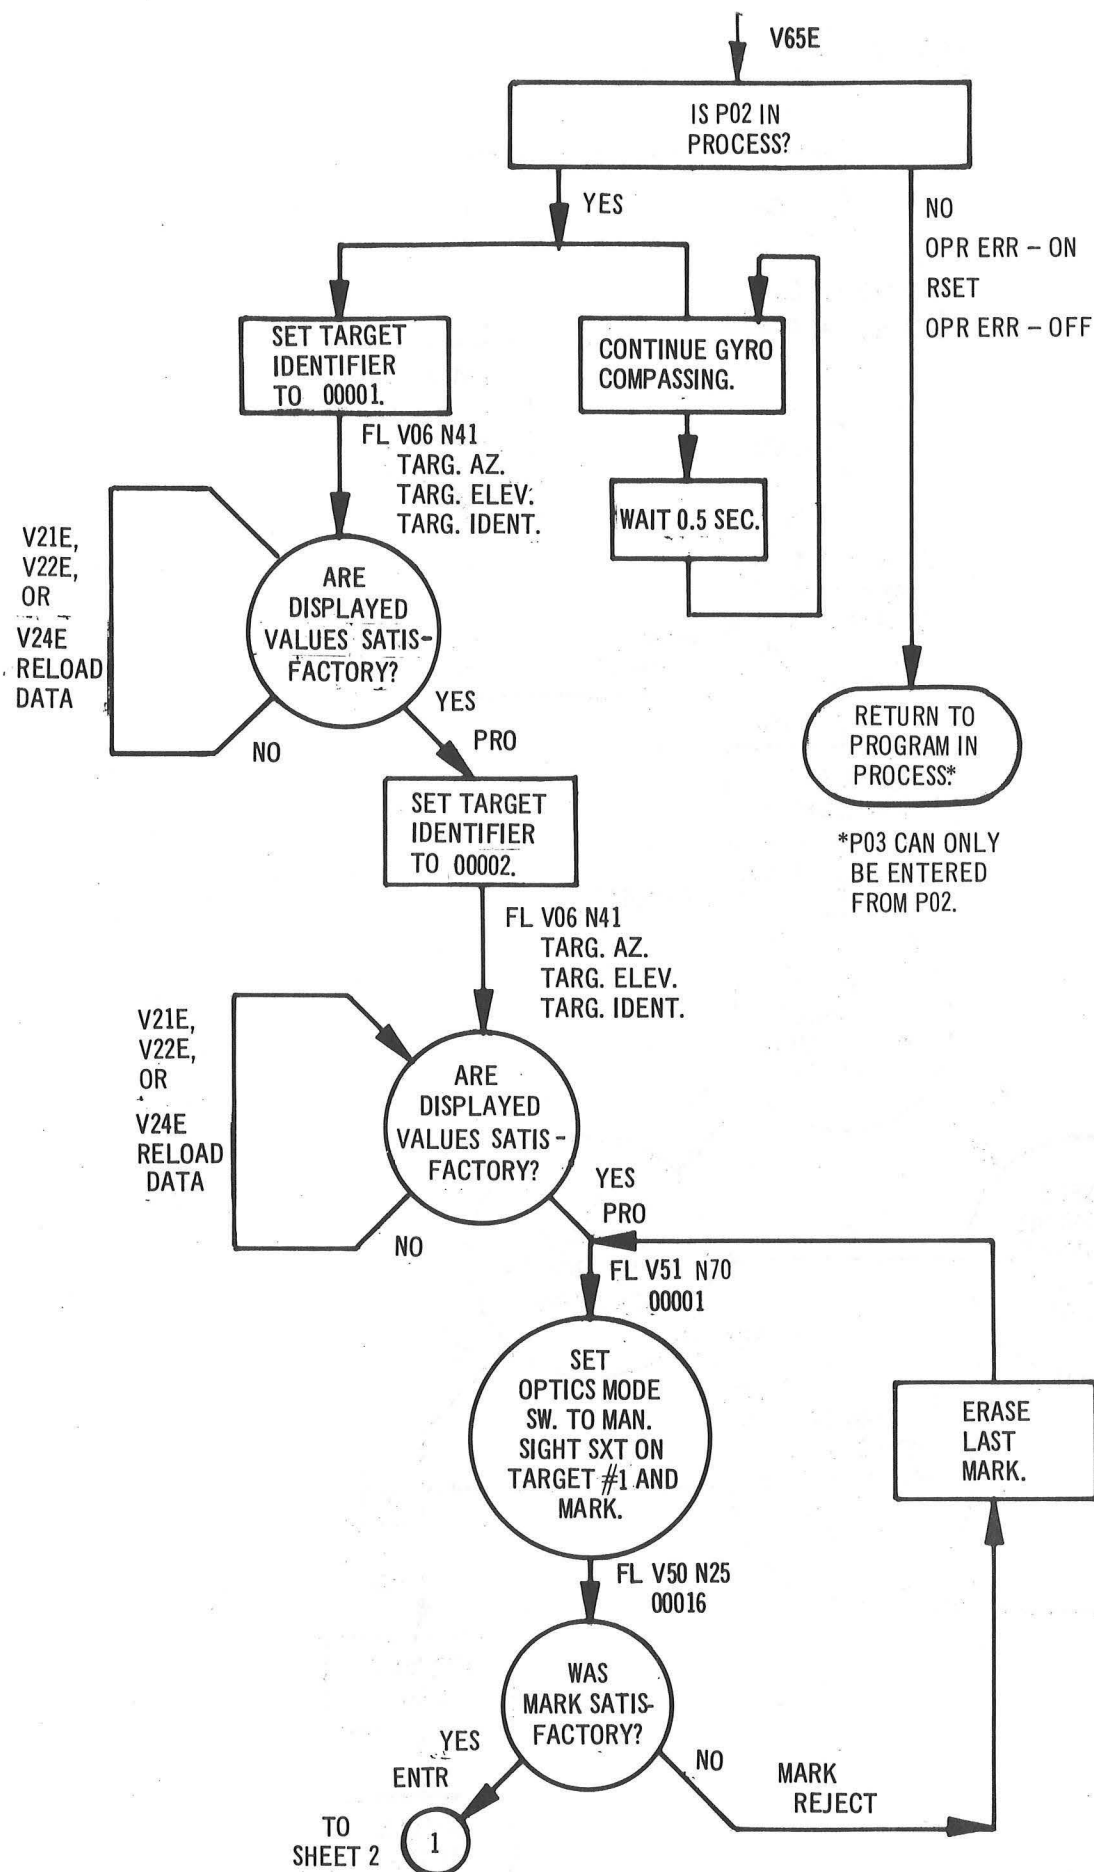 V65E
IS P02 IN
PROCESS?
YES
NO
OPR ERR – ON
RSET
OPR ERR – OFF
SET TARGET
IDENTIFIER
TO 00001.
CONTINUE GYRO
COMPASSING.
WAIT 0.5 SEC.
FL V06 N41
TARG. AZ.
TARG. ELEV.
TARG. IDENT.
V21E,
V22E,
OR
V24E
RELOAD
DATA
ARE
DISPLAYED
VALUES SATIS-
FACTORY?
NO
YES
PRO
RETURN TO
PROGRAM IN
PROCESS.*
*P03 CAN ONLY
BE ENTERED
FROM P02.
SET TARGET
IDENTIFIER
TO 00002.
FL V06 N41
TARG. AZ.
TARG. ELEV.
TARG. IDENT.
V21E,
V22E,
OR
V24E
RELOAD
DATA
ARE
DISPLAYED
VALUES SATIS-
FACTORY?
NO
YES
PRO
FL V51 N70
00001
SET
OPTICS MODE
SW. TO MAN.
SIGHT SXT ON
TARGET #1 AND
MARK.
ERASE
LAST
MARK.
FL V50 N25
00016
WAS
MARK SATIS-
FACTORY?
YES
ENTR
NO
MARK
REJECT
TO
SHEET 2
1